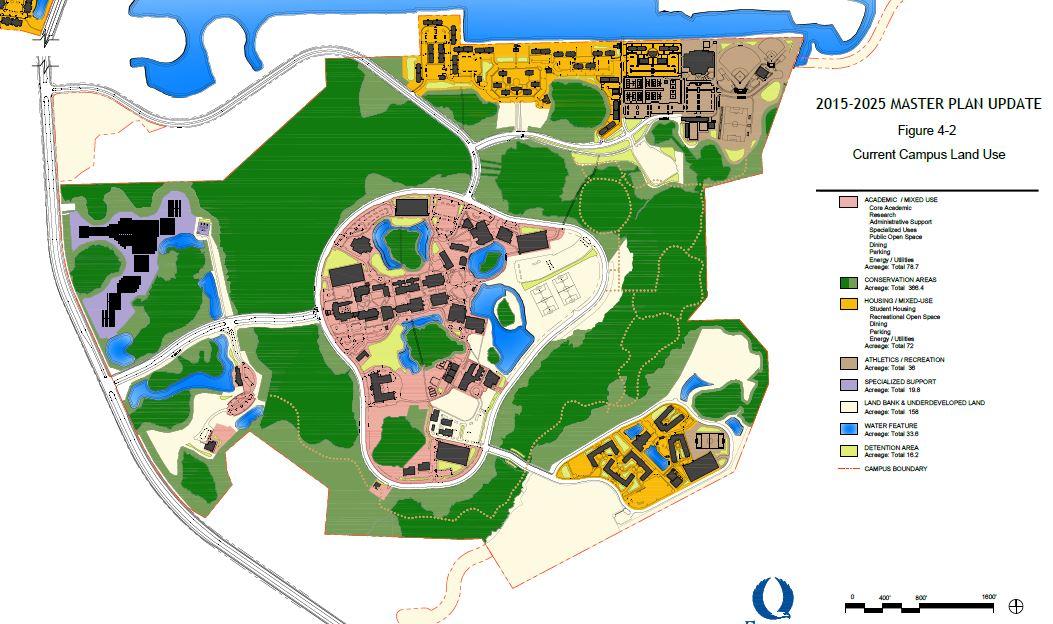 2015-2025 MASTER PLAN UPDATE
Figure 4-2
Current Campus Land Use
ACADEMIC / MIXED USE
Core Academic
Research
Administrative Support
Specialized Uses
Public Open Space
Dining
Parking
Energy / Utilities
Acreage: Total 78.7
CONSERVATION AREAS
Acreage: Total 366.4
HOUSING / MIXED-USE
Student Housing
Recreational Open Space
Dining
Parking
Energy / Utilities
Acreage: Total 72
ATHLETICS / RECREATION
Acreage: Total 36
SPECIALIZED SUPPORT
Acreage: Total 19.8
LAND BANK & UNDERDEVELOPED LAND
Acreage: Total 156
WATER FEATURE
Acreage: Total 33.6
DETENTION AREA
Acreage: Total 16.2
CAMPUS BOUNDARY
0 400' 800' 1600'